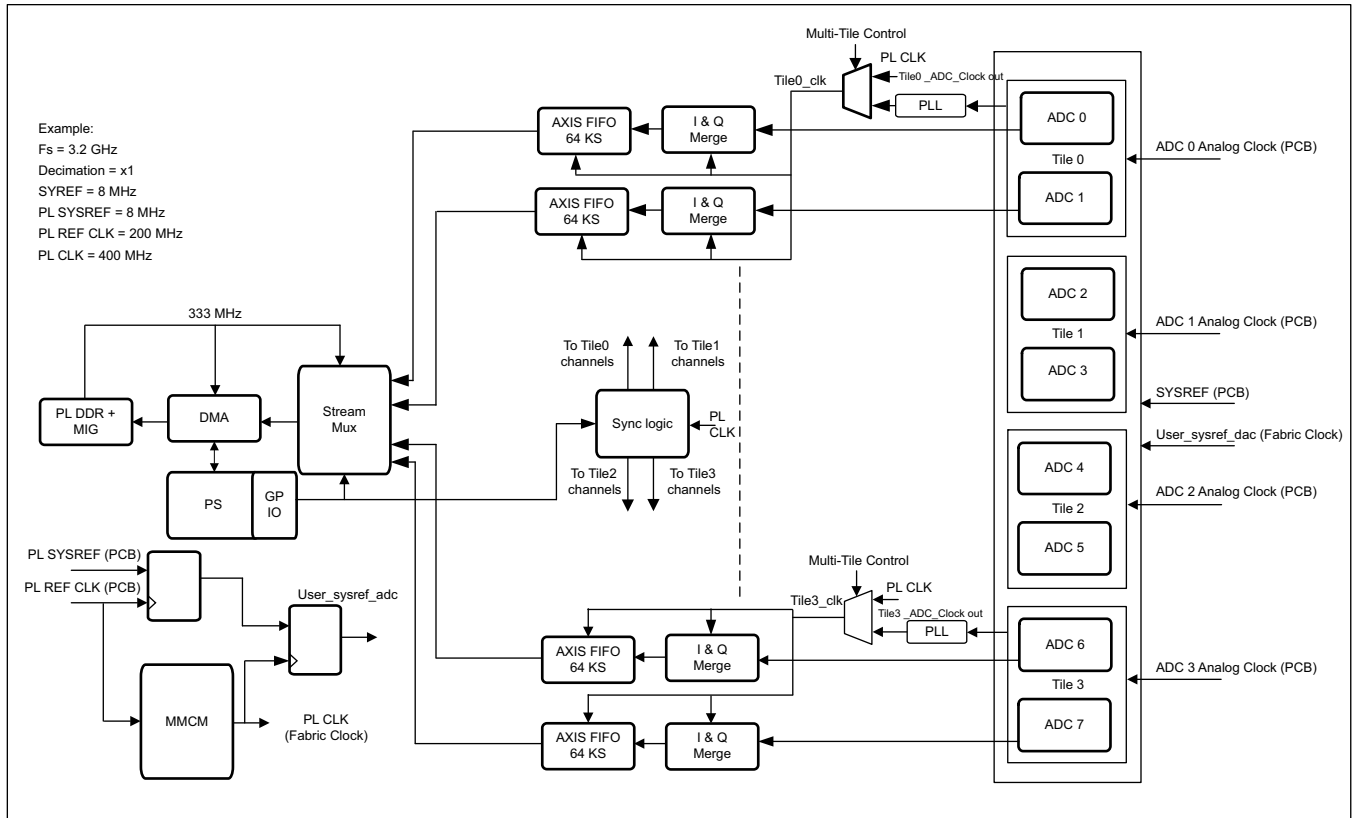 Multi-Tile Control
PL CLK
Tile0_clk
Tile0 _ADC_Clock out
PLL
AXIS FIFO
64 KS
I & Q
Merge
ADC 0
Tile 0
ADC 0 Analog Clock (PCB)
ADC 1
AXIS FIFO
64 KS
I & Q
Merge
Example:
Fs = 3.2 GHz
Decimation = x1
SYREF = 8 MHz
PL SYSREF = 8 MHz
PL REF CLK = 200 MHz
PL CLK = 400 MHz
ADC 2
Tile 1
ADC 1 Analog Clock (PCB)
ADC 3
333 MHz
To Tile0
channels
To Tile1
channels
PL DDR +
MIG
DMA
Stream
Mux
Sync logic
PL
CLK
SYSREF (PCB)
User_sysref_dac (Fabric Clock)
To Tile2
channels
To Tile3
channels
PS
GP
IO
ADC 4
Tile 2
ADC 2 Analog Clock (PCB)
ADC 5
PL SYSREF (PCB)
PL REF CLK (PCB)
User_sysref_adc
MMCM
PL CLK
(Fabric Clock)
Multi-Tile Control
PL CLK
Tile3_clk
Tile3 _ADC_Clock out
PLL
AXIS FIFO
64 KS
I & Q
Merge
ADC 6
Tile 3
ADC 3 Analog Clock (PCB)
ADC 7
AXIS FIFO
64 KS
I & Q
Merge